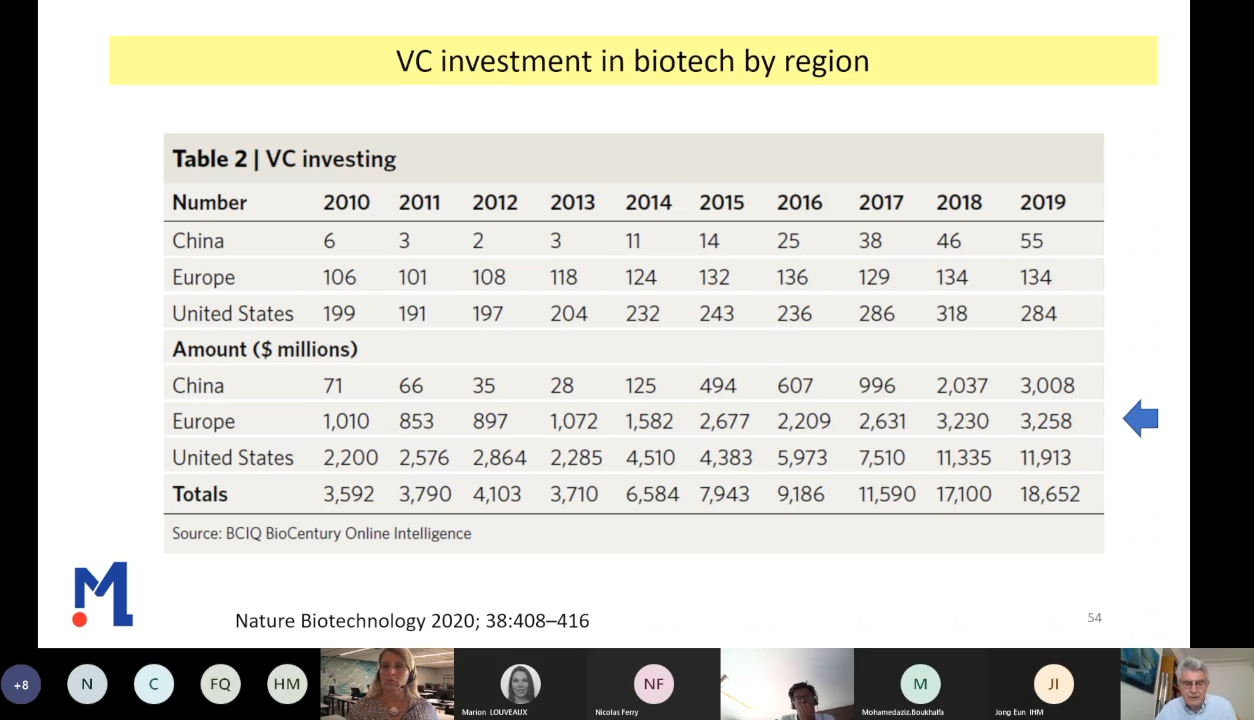 VC investment in biotech by region
Table 2 | VC investing
Number 2010 2011 2012 2013 2014 2015 2016 2017 2018 2019
China 6 3 2 3 11 14 25 38 46 55
Europe 106 101 108 118 124 132 136 129 134 134
United States 199 191 197 204 232 243 236 286 318 284
Amount ($ millions)
China 71 66 35 28 125 494 607 996 2,037 3,008
Europe 1,010 853 897 1,072 1,582 2,677 2,209 2,631 3,230 3,258
United States 2,200 2,576 2,864 2,285 4,510 4,383 5,973 7,510 11,335 11,913
Totals 3,592 3,790 4,103 3,710 6,584 7,943 9,186 11,590 17,100 18,652
Source: BCIQ BioCentury Online Intelligence
M
Nature Biotechnology 2020; 38:408–416
54
+8 N C FQ HM NF M JI
Marion LOUVEAUX Nicolas Ferry Mohamedaziz.Boukhalfa Jong Eun IHM